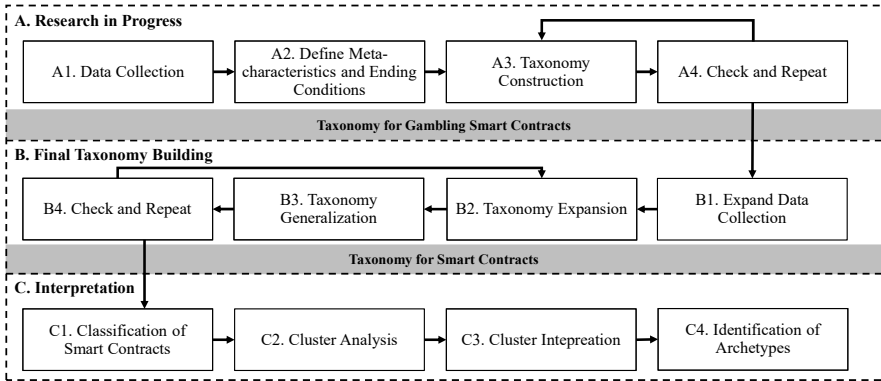 A. Research in Progress
A1. Data Collection
A2. Define Meta-
characteristics and Ending
Conditions
A3. Taxonomy
Construction
A4. Check and Repeat
Taxonomy for Gambling Smart Contracts
B. Final Taxonomy Building
B4. Check and Repeat
B3. Taxonomy
Generalization
B2. Taxonomy Expansion
B1. Expand Data
Collection
Taxonomy for Smart Contracts
C. Interpretation
C1. Classification of
Smart Contracts
C2. Cluster Analysis
C3. Cluster Intepreation
C4. Identification of
Archetypes